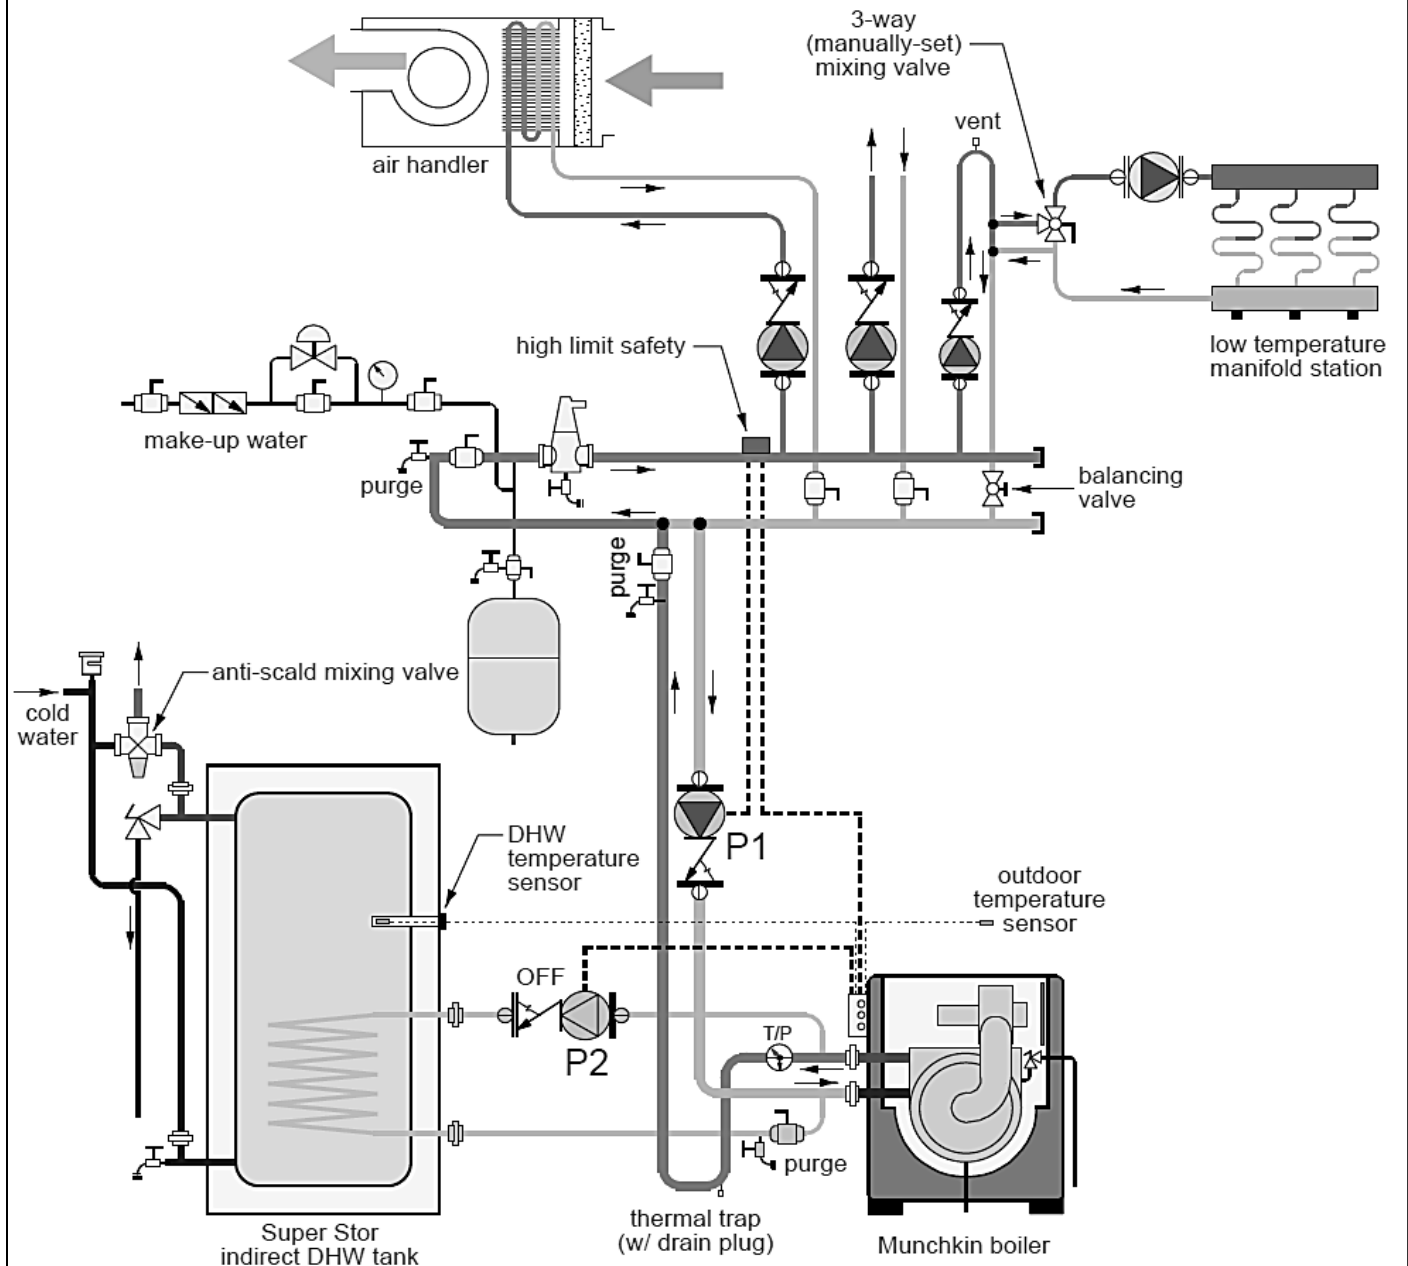 3-way
(manually-set)
mixing valve
vent
air handler
high limit safety
low temperature
manifold station
make-up water
purge
balancing
valve
purge
anti-scald mixing valve
cold
water
DHW
temperature
sensor
P1
outdoor
temperature
sensor
OFF
P2
T/P
purge
thermal trap
(w/ drain plug)
Super Stor
indirect DHW tank
Munchkin boiler